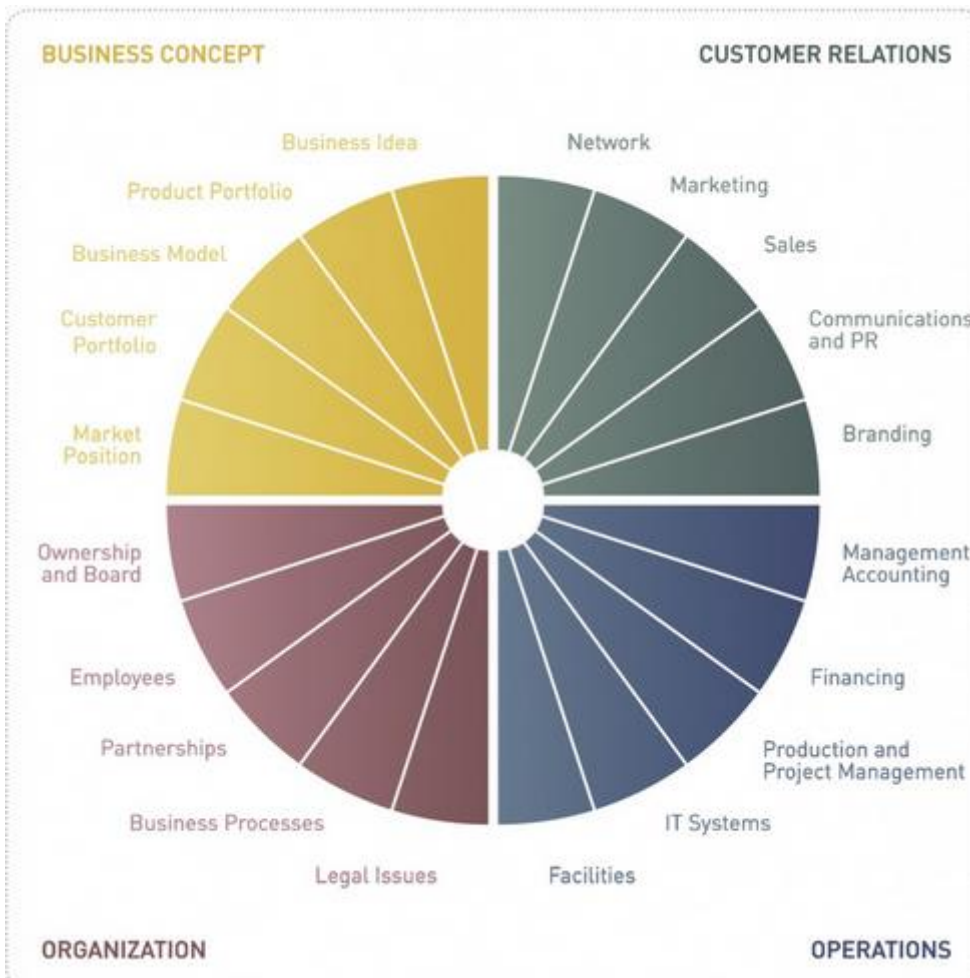 BUSINESS CONCEPT
CUSTOMER RELATIONS
Business Idea
Product Portfolio
Business Model
Customer
Portfolio
Market
Position
Network
Marketing
Sales
Communications
and PR
Branding
Ownership
and Board
Employees
Partnerships
Business Processes
Legal Issues
Management
Accounting
Financing
Production and
Project Management
IT Systems
Facilities
ORGANIZATION
OPERATIONS